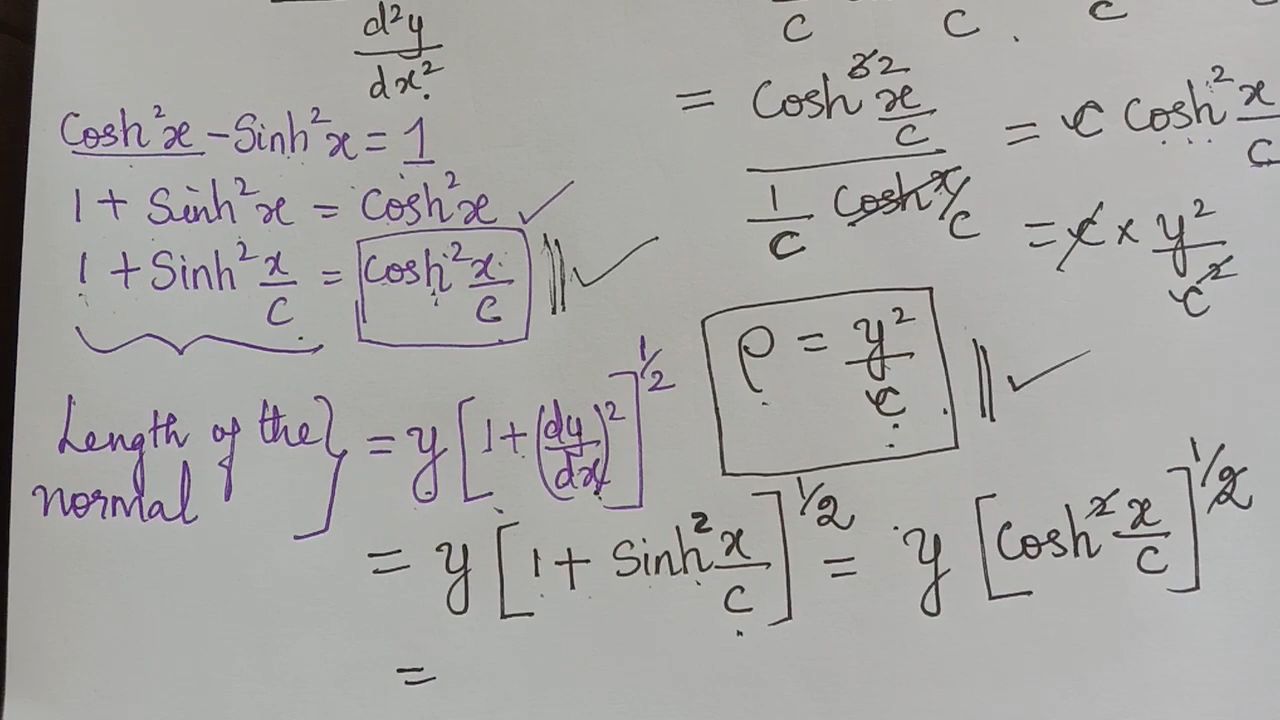 d²y
dx²
C C . C
Cosh²x - Sinh²x = 1
1 + Sinh²x = Cosh²x ✓
1 + Sinh² x/c = Cosh² x/c ✓
= Cosh³² x/c / (1/c Cosh x/c) = c Cosh² x/c
= c × y²/c²
ρ = y²/c ✓
Length of the normal } = y [1 + (dy/dx)²]^1/2
= y [1 + Sinh² x/c]^1/2 = y [Cosh² x/c]^1/2
=